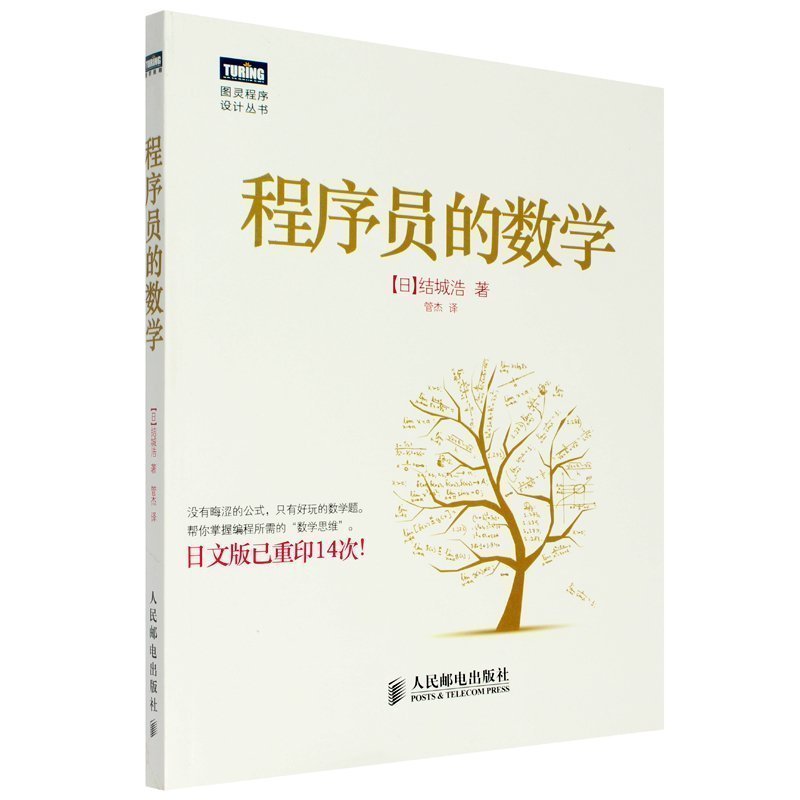 TURING
图灵程序
设计丛书
程序员的数学
【日】结城浩 著
管杰 译
没有晦涩的公式，只有好玩的数学题。
帮你掌握编程所需的“数学思维”。
日文版已重印14次！
人民邮电出版社
POSTS & TELECOM PRESS
TURING
程序员的数学
【日】结城浩 著 管杰 译
人民邮电出版社